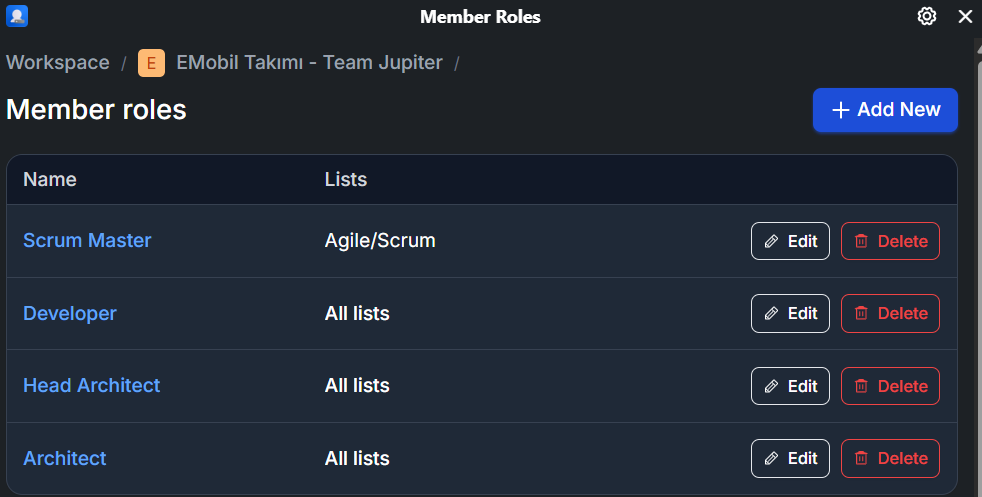 Member Roles
Workspace / E EMobil Takımı - Team Jupiter /
Member roles
+ Add New
Name Lists
Scrum Master Agile/Scrum Edit Delete
Developer All lists Edit Delete
Head Architect All lists Edit Delete
Architect All lists Edit Delete